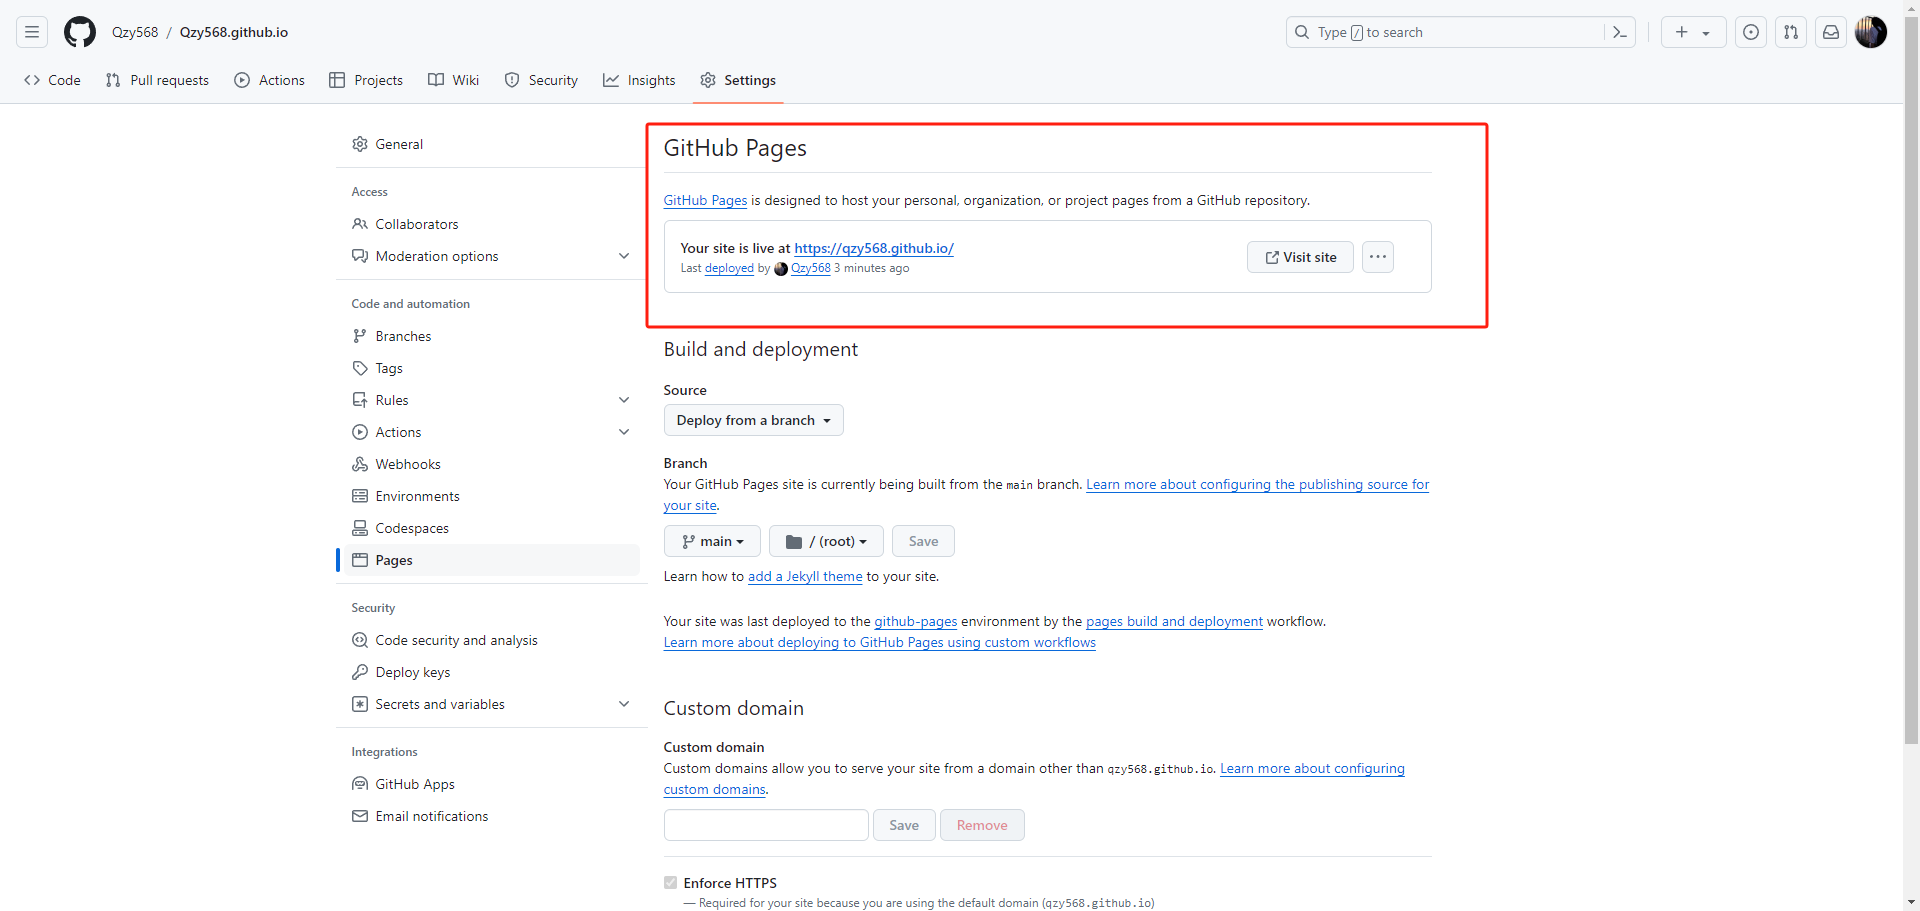 Qzy568 / Qzy568.github.io
Type / to search
Code
Pull requests
Actions
Projects
Wiki
Security
Insights
Settings
General
Access
Collaborators
Moderation options
Code and automation
Branches
Tags
Rules
Actions
Webhooks
Environments
Codespaces
Pages
Security
Code security and analysis
Deploy keys
Secrets and variables
Integrations
GitHub Apps
Email notifications
GitHub Pages
GitHub Pages is designed to host your personal, organization, or project pages from a GitHub repository.
Your site is live at https://qzy568.github.io/
Last deployed by Qzy568 3 minutes ago
Visit site
Build and deployment
Source
Deploy from a branch
Branch
Your GitHub Pages site is currently being built from the main branch. Learn more about configuring the publishing source for
your site.
main
/ (root)
Save
Learn how to add a Jekyll theme to your site.
Your site was last deployed to the github-pages environment by the pages build and deployment workflow.
Learn more about deploying to GitHub Pages using custom workflows
Custom domain
Custom domain
Custom domains allow you to serve your site from a domain other than qzy568.github.io. Learn more about configuring
custom domains.
Save
Remove
Enforce HTTPS
— Required for your site because you are using the default domain (qzy568.github.io)